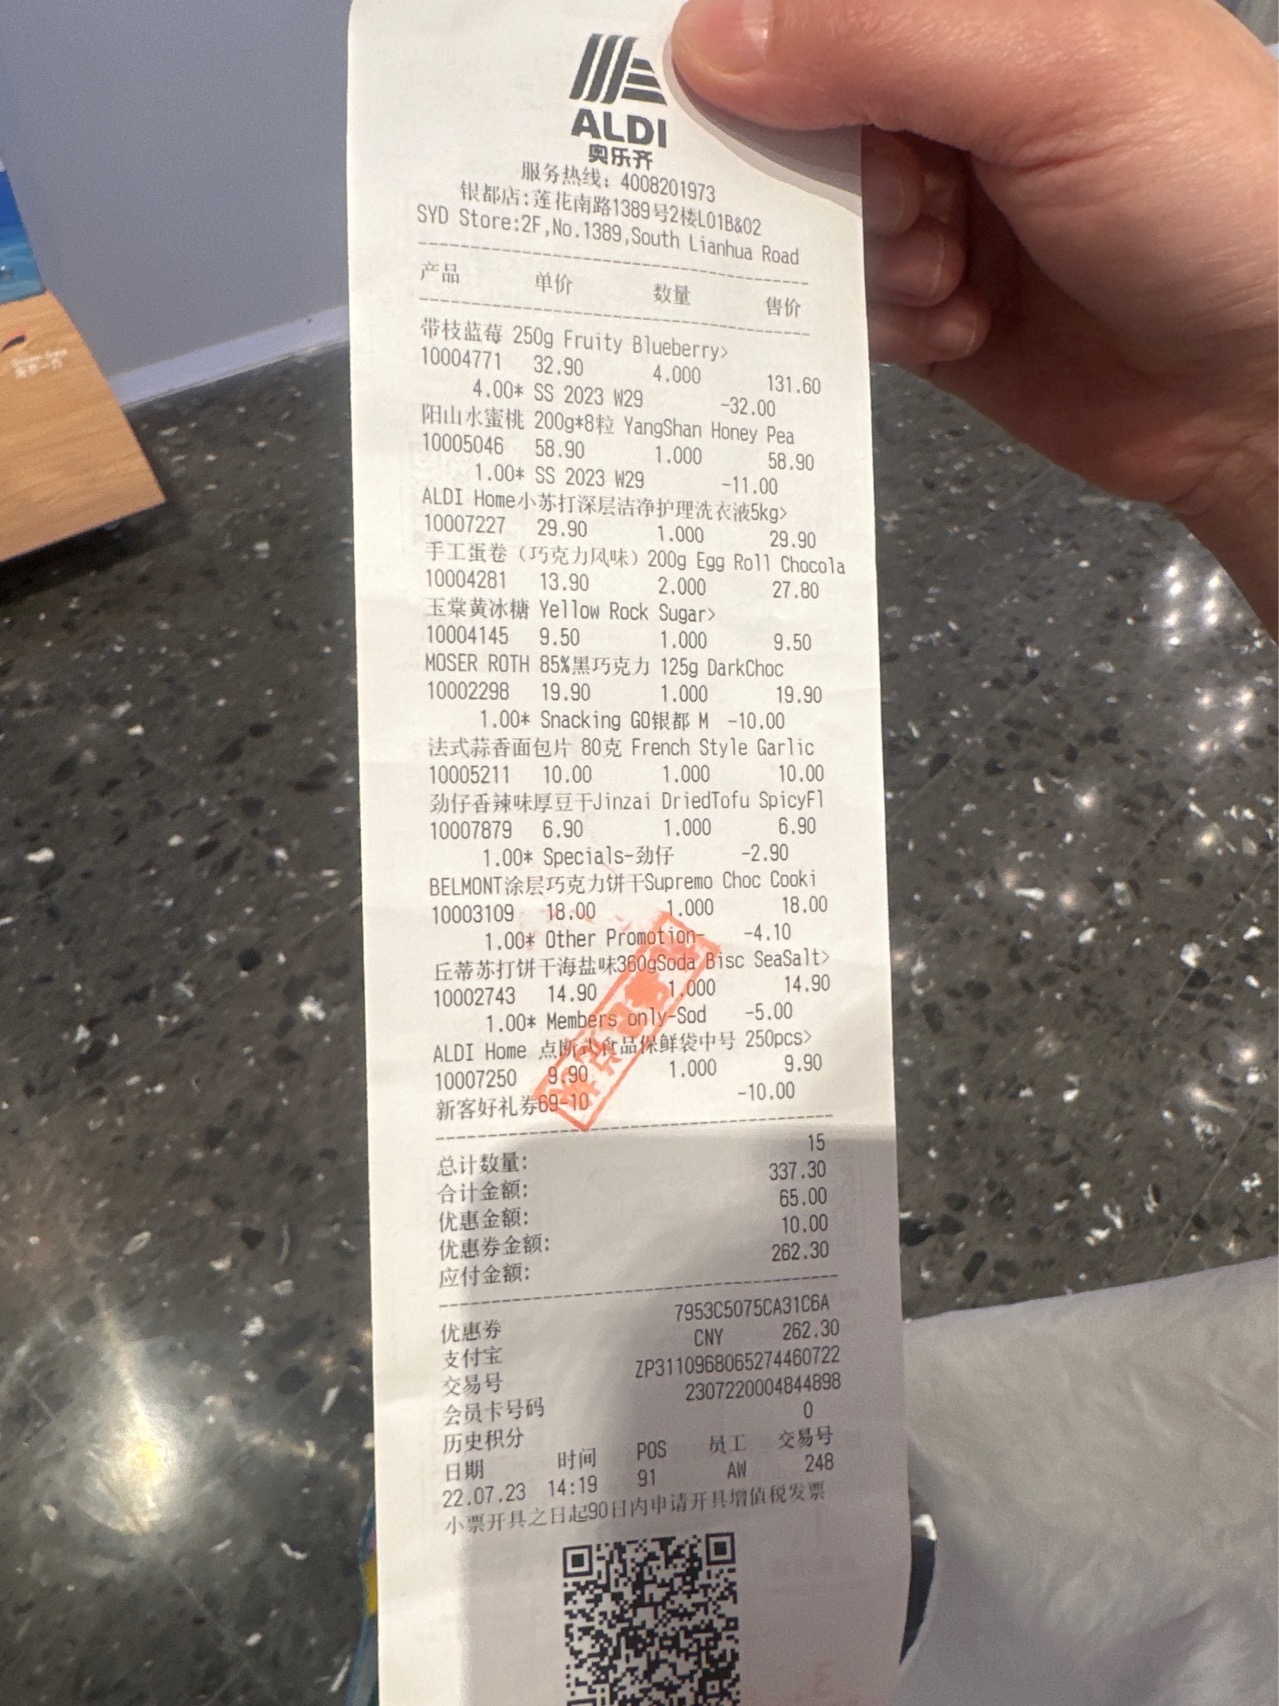 ALDI
奥乐齐
服务热线: 4008201973
银都店:莲花南路1389号2楼L01B&02
SYD Store:2F,No.1389,South Lianhua Road
产品 单价 数量 售价
带枝蓝莓 250g Fruity Blueberry>
10004771 32.90 4.000 131.60
4.00* SS 2023 W29 -32.00
阳山水蜜桃 200g*8粒 YangShan Honey Pea
10005046 58.90 1.000 58.90
1.00* SS 2023 W29 -11.00
ALDI Home小苏打深层洁净护理洗衣液5kg>
10007227 29.90 1.000 29.90
手工蛋卷（巧克力风味）200g Egg Roll Chocola
10004281 13.90 2.000 27.80
玉棠黄冰糖 Yellow Rock Sugar>
10004145 9.50 1.000 9.50
MOSER ROTH 85%黑巧克力 125g DarkChoc
10002298 19.90 1.000 19.90
1.00* Snacking GO银都 M -10.00
法式蒜香面包片 80克 French Style Garlic
10005211 10.00 1.000 10.00
劲仔香辣味厚豆干Jinzai DriedTofu SpicyFl
10007879 6.90 1.000 6.90
1.00* Specials-劲仔 -2.90
BELMONT涂层巧克力饼干Supremo Choc Cooki
10003109 18.00 1.000 18.00
1.00* Other Promotion- -4.10
丘蒂苏打饼干海盐味360gSoda Bisc SeaSalt>
10002743 14.90 1.000 14.90
1.00* Members only-Sod -5.00
ALDI Home 点断式食品保鲜袋中号 250pcs>
10007250 9.90 1.000 9.90
新客好礼券69-10 -10.00
总计数量: 15
合计金额: 337.30
优惠金额: 65.00
优惠券金额: 10.00
应付金额: 262.30
优惠券 7953C5075CA31C6A
支付宝 CNY 262.30
交易号 ZP3110968065274460722
会员卡号码 2307220004844898
历史积分 0
日期 时间 POS 员工 交易号
22.07.23 14:19 91 AW 248
小票开具之日起90日内申请开具增值税发票